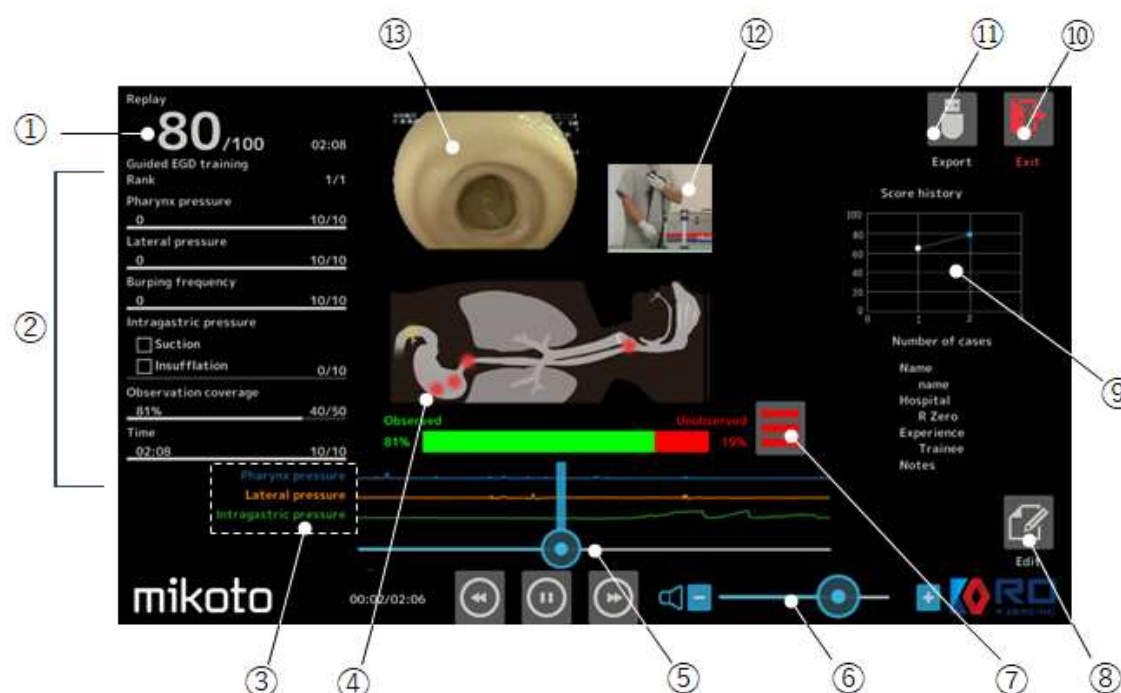 ⑬
⑫
⑪
⑩
①
Replay
80/100 02:08
Guided EGD training
Rank 1/1
②
Pharynx pressure
0 10/10
Lateral pressure
0 10/10
Burping frequency
0 10/10
Intragastric pressure
Suction
Insufflation 0/10
Observation coverage
81% 40/50
Time
02:08 10/10
Export
Exit
Score history
100
80
60
40
20
0
0 1 2
Number of cases
⑨
Name
name
Hospital
R Zero
Experience
Trainee
Notes
Observed Unobserved
81% 19%
Pharynx pressure
Lateral pressure
Intragastric pressure
Edit
mikoto
00:02/02:06
③
④
⑤
⑥
⑦
⑧